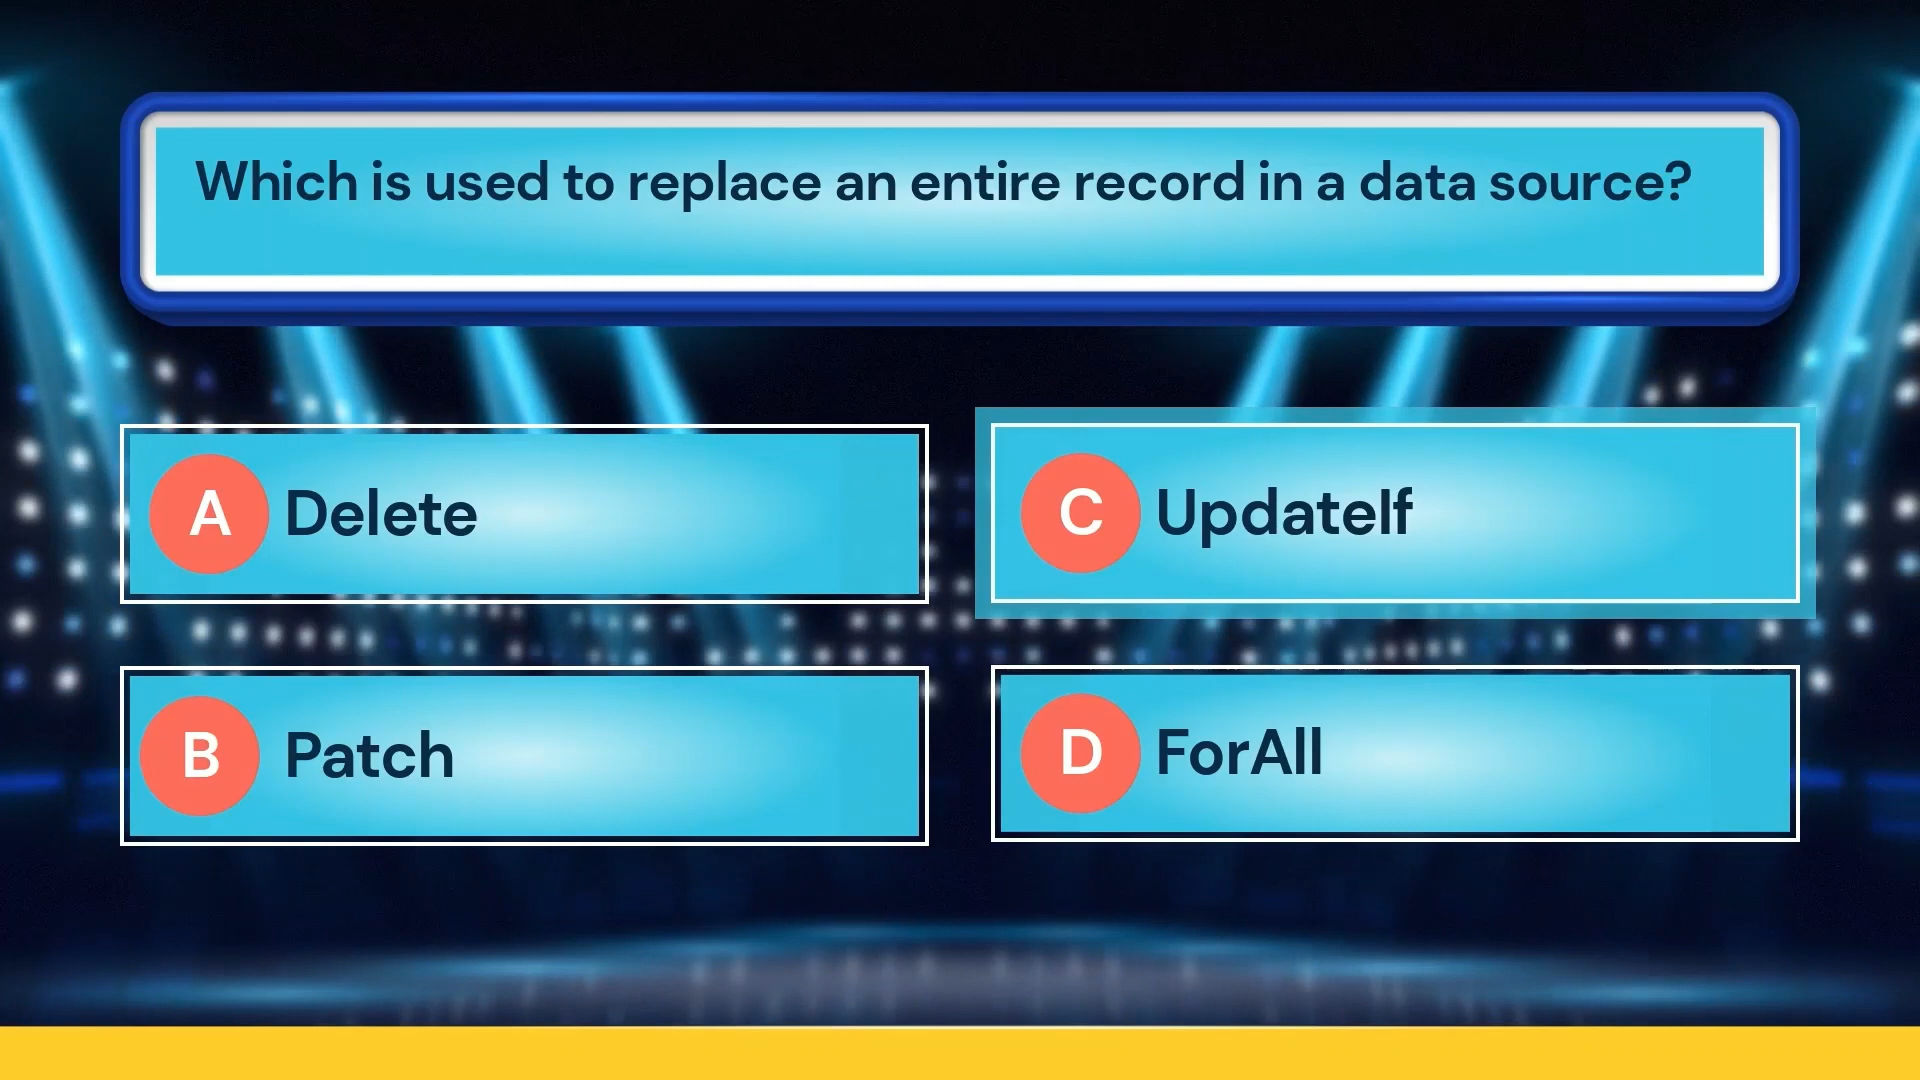 Which is used to replace an entire record in a data source?
A Delete
B Patch
C UpdateIf
D ForAll